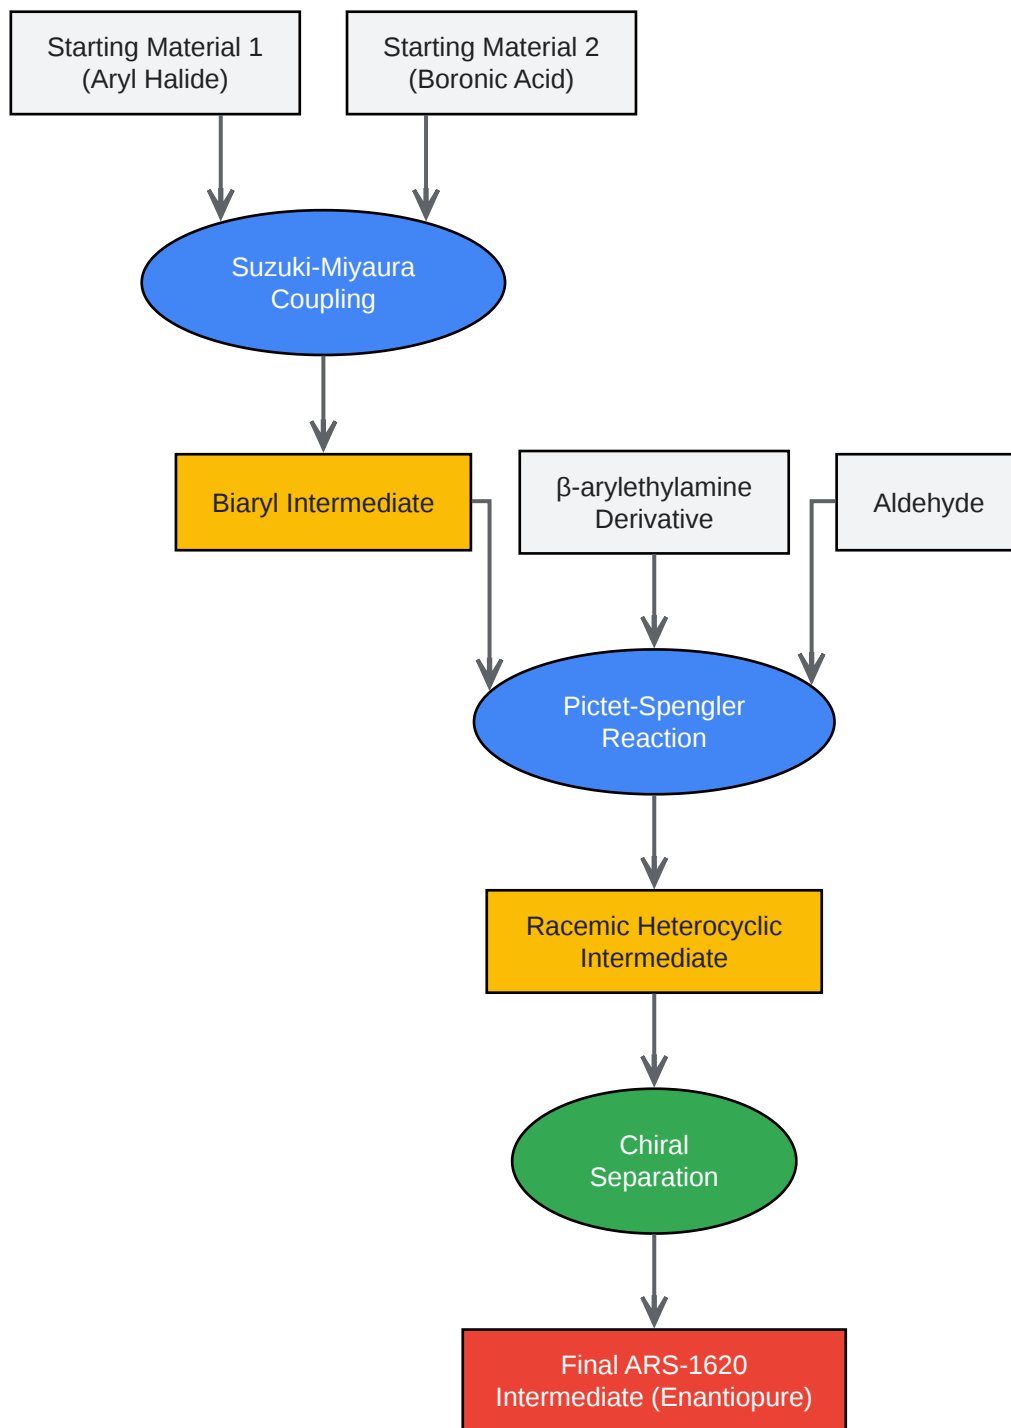 Starting Material 1
(Aryl Halide)
Starting Material 2
(Boronic Acid)
Suzuki-Miyaura
Coupling
Biaryl Intermediate
β-arylethylamine
Derivative
Aldehyde
Pictet-Spengler
Reaction
Racemic Heterocyclic
Intermediate
Chiral
Separation
Final ARS-1620
Intermediate (Enantiopure)